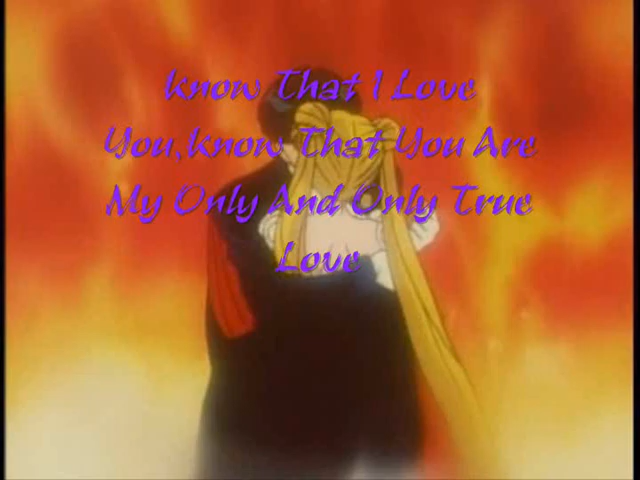 know That I Love
You,know That You Are
My Only And Only True
Love